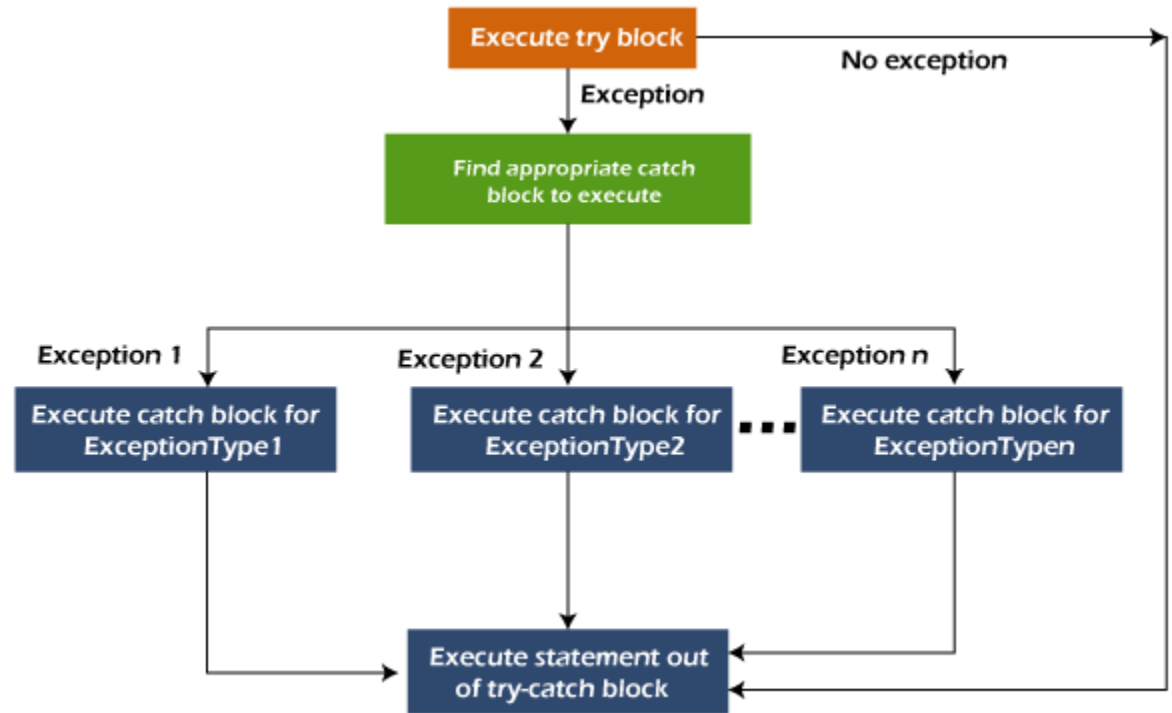 Execute try block
No exception
Exception
Find appropriate catch
block to execute
Exception 1
Exception 2
Exception n
Execute catch block for
ExceptionType1
Execute catch block for
ExceptionType2
Execute catch block for
ExceptionTypen
Execute statement out
of try-catch block